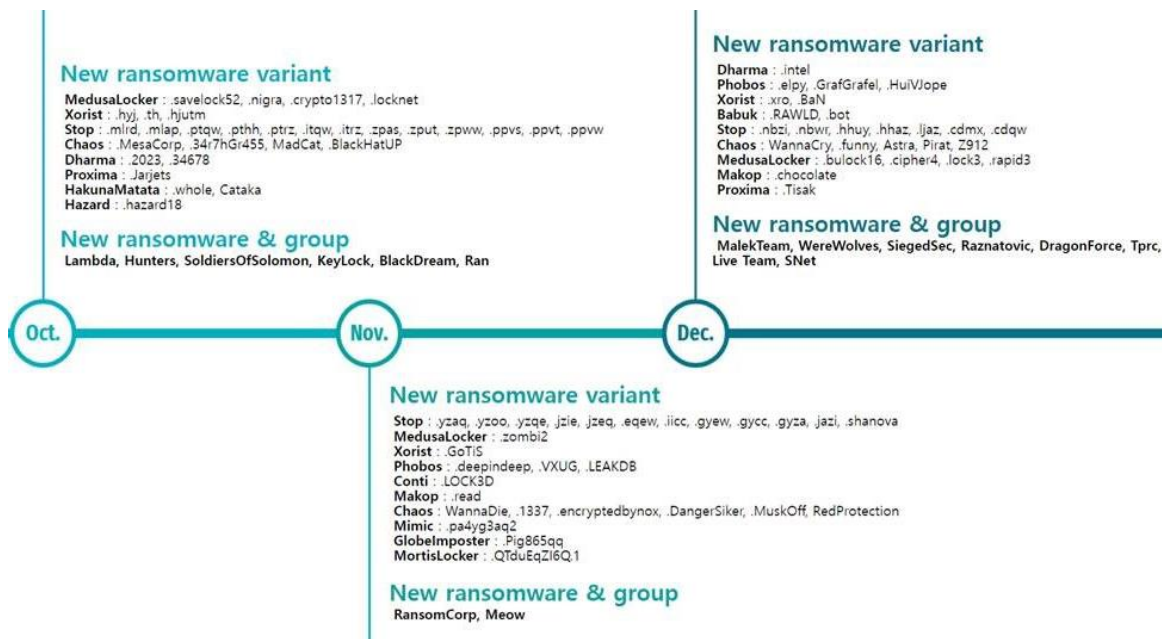 New ransomware variant
MedusaLocker : .savelock52, .nigra, .crypto1317, .locknet
Xorist : .hyj, .th, .hjutm
Stop : .mlrd, .mlap, .ptqw, .pthh, .ptrz, .itqw, .itrz, .zpas, .zput, .zpww, .ppvs, .ppvt, .ppvw
Chaos : .MesaCorp, .34r7hGr455, MadCat, .BlackHatUP
Dharma : .2023, .34678
Proxima : .Jarjets
HakunaMatata : .whole, Cataka
Hazard : .hazard18
New ransomware & group
Lambda, Hunters, SoldiersOfSolomon, KeyLock, BlackDream, Ran
Oct.
Nov.
New ransomware variant
Stop : .yzaq, .yzoo, .yzqe, .jzie, .jzeq, .eqew, .iicc, .gyew, .gycc, .gyza, .jazi, .shanova
MedusaLocker : .zombi2
Xorist : .GoTiS
Phobos : .deepindeep, .VXUG, .LEAKDB
Conti : .LOCK3D
Makop : .read
Chaos : WannaDie, .1337, .encryptedbynox, .DangerSiker, .MuskOff, RedProtection
Mimic : .pa4yg3aq2
GlobeImposter : .Pig865qq
MortisLocker : .QTduEqZI6Q.1
New ransomware & group
RansomCorp, Meow
Dec.
New ransomware variant
Dharma : .intel
Phobos : .elpy, .GrafGrafel, .HuiVJope
Xorist : .xro, .BaN
Babuk : .RAWLD, .bot
Stop : .nbzi, .nbwr, .hhuy, .hhaz, .ljaz, .cdmx, .cdqw
Chaos : WannaCry, .funny, Astra, Pirat, Z912
MedusaLocker : .bulock16, .cipher4, .lock3, .rapid3
Makop : .chocolate
Proxima : .Tisak
New ransomware & group
MalekTeam, WereWolves, SiegedSec, Raznatovic, DragonForce, Tprc,
Live Team, SNet